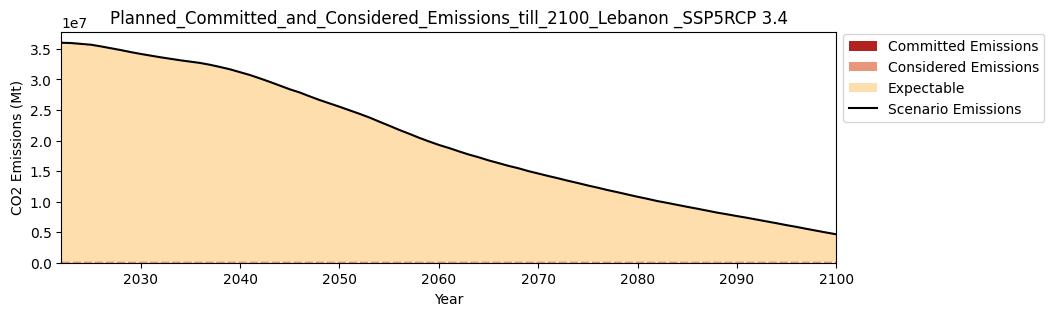 Planned_Committed_and_Considered_Emissions_till_2100_Lebanon _SSP5RCP 3.4
1e7
3.5
3.0
2.5
2.0
1.5
1.0
0.5
0.0
CO2 Emissions (Mt)
2030 2040 2050 2060 2070 2080 2090 2100
Year
Committed Emissions
Considered Emissions
Expectable
Scenario Emissions